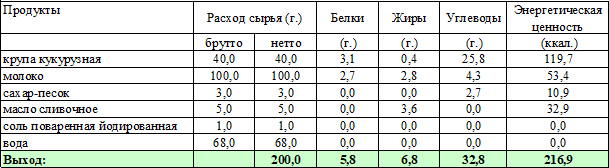 Продукты Расход сырья (г.) Белки Жиры Углеводы Энергетическая ценность
брутто нетто (г.) (г.) (г.) (ккал.)
крупа кукурузная 40,0 40,0 3,1 0,4 25,8 119,7
молоко 100,0 100,0 2,7 2,8 4,3 53,4
сахар-песок 3,0 3,0 0,0 0,0 2,7 10,9
масло сливочное 5,0 5,0 0,0 3,6 0,0 32,9
соль поваренная йодированная 1,0 1,0 0,0 0,0 0,0 0,0
вода 68,0 68,0 0,0 0,0 0,0 0,0
Выход: 200,0 5,8 6,8 32,8 216,9